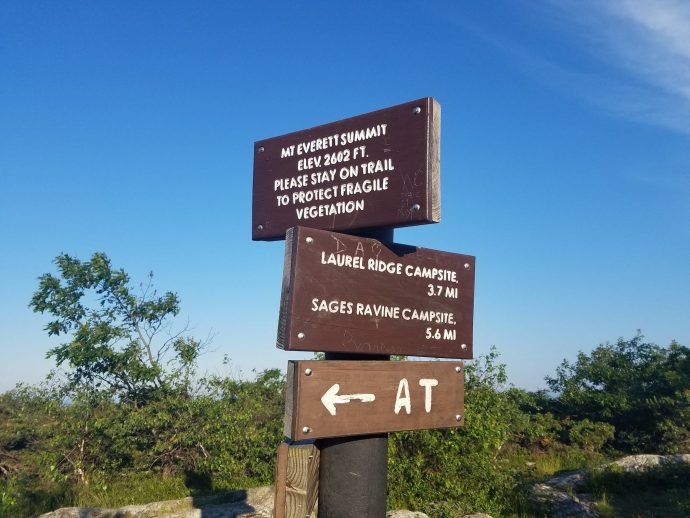 MT EVERETT SUMMIT
ELEV. 2602 FT.
PLEASE STAY ON TRAIL
TO PROTECT FRAGILE
VEGETATION
LAUREL RIDGE CAMPSITE,
3.7 MI
SAGES RAVINE CAMPSITE,
5.6 MI
AT